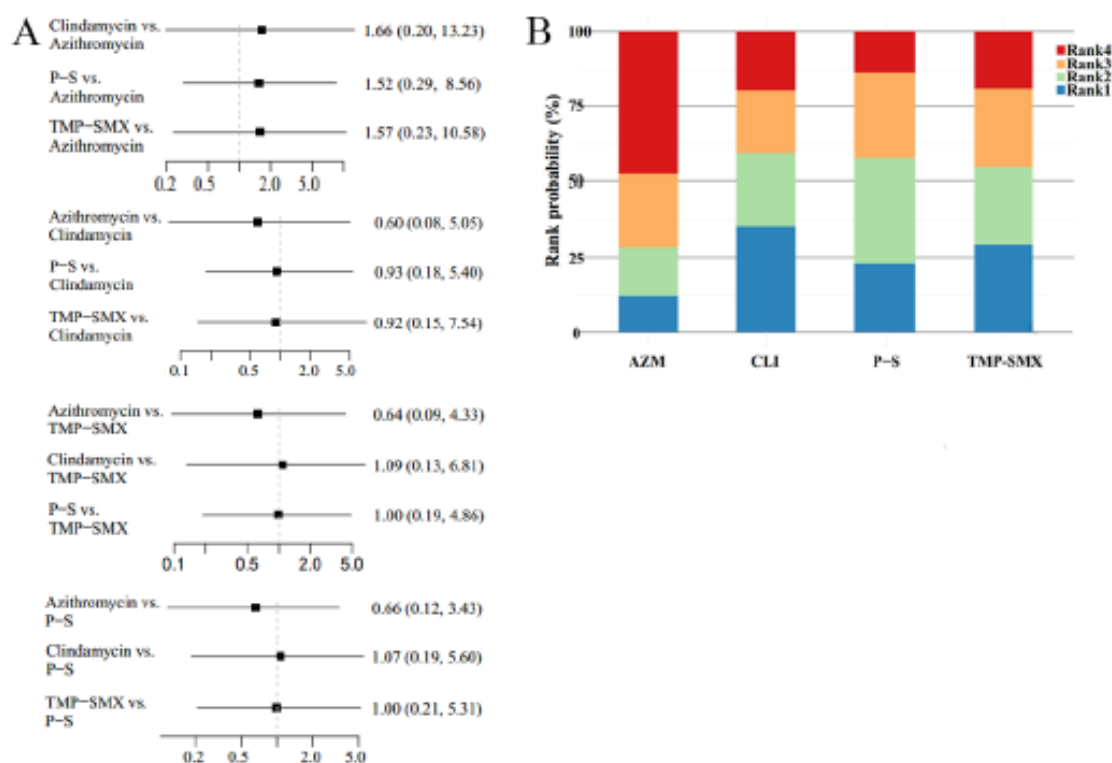 A
Clindamycin vs.
Azithromycin
1.66 (0.20, 13.23)
P−S vs.
Azithromycin
1.52 (0.29, 8.56)
TMP−SMX vs.
Azithromycin
1.57 (0.23, 10.58)
0.2 0.5 2.0 5.0
Azithromycin vs.
Clindamycin
0.60 (0.08, 5.05)
P−S vs.
Clindamycin
0.93 (0.18, 5.40)
TMP−SMX vs.
Clindamycin
0.92 (0.15, 7.54)
0.1 0.5 2.0 5.0
Azithromycin vs.
TMP−SMX
0.64 (0.09, 4.33)
Clindamycin vs.
TMP−SMX
1.09 (0.13, 6.81)
P−S vs.
TMP−SMX
1.00 (0.19, 4.86)
0.1 0.5 2.0 5.0
Azithromycin vs.
P−S
0.66 (0.12, 3.43)
Clindamycin vs.
P−S
1.07 (0.19, 5.60)
TMP−SMX vs.
P−S
1.00 (0.21, 5.31)
0.2 0.5 2.0 5.0
B
Rank probability (%)
100
75
50
25
0
AZM CLI P−S TMP-SMX
Rank4
Rank3
Rank2
Rank1